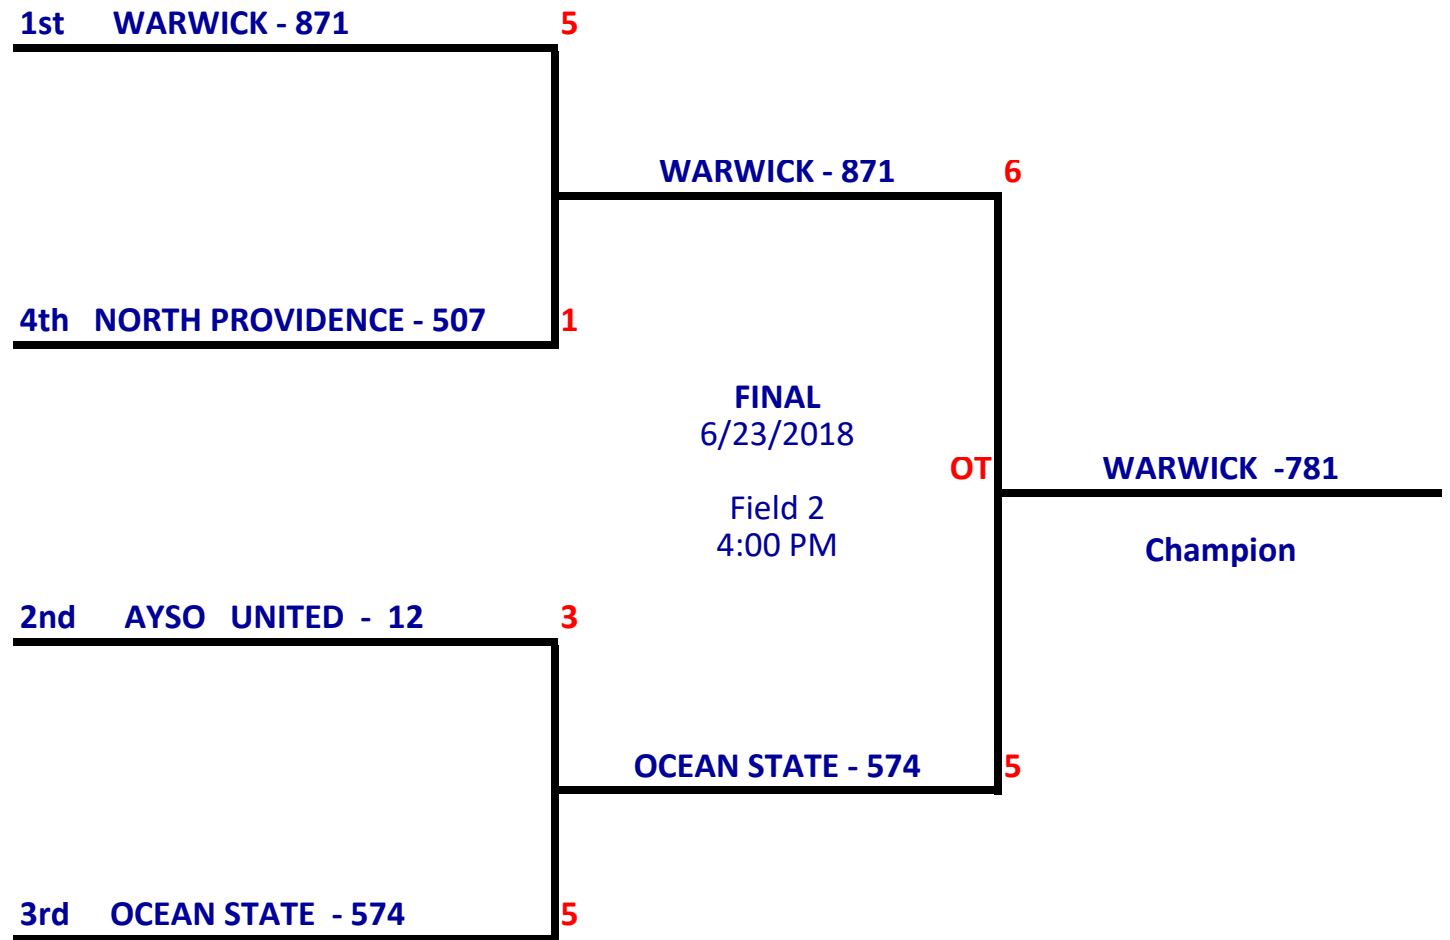 1st WARWICK - 871 5
WARWICK - 871 6
4th NORTH PROVIDENCE - 507 1
FINAL
6/23/2018
OT WARWICK -781
Field 2
4:00 PM
Champion
2nd AYSO UNITED - 12 3
OCEAN STATE - 574 5
3rd OCEAN STATE - 574 5